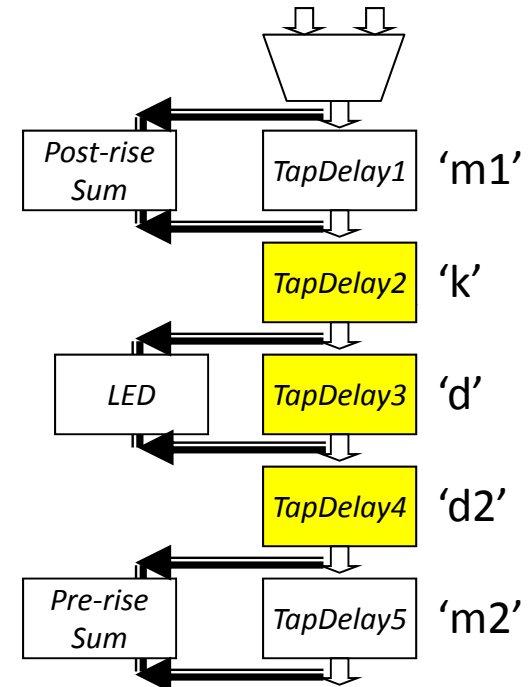 Post-rise
Sum
TapDelay1
‘m1’
TapDelay2
‘k’
LED
TapDelay3
‘d’
TapDelay4
‘d2’
Pre-rise
Sum
TapDelay5
‘m2’